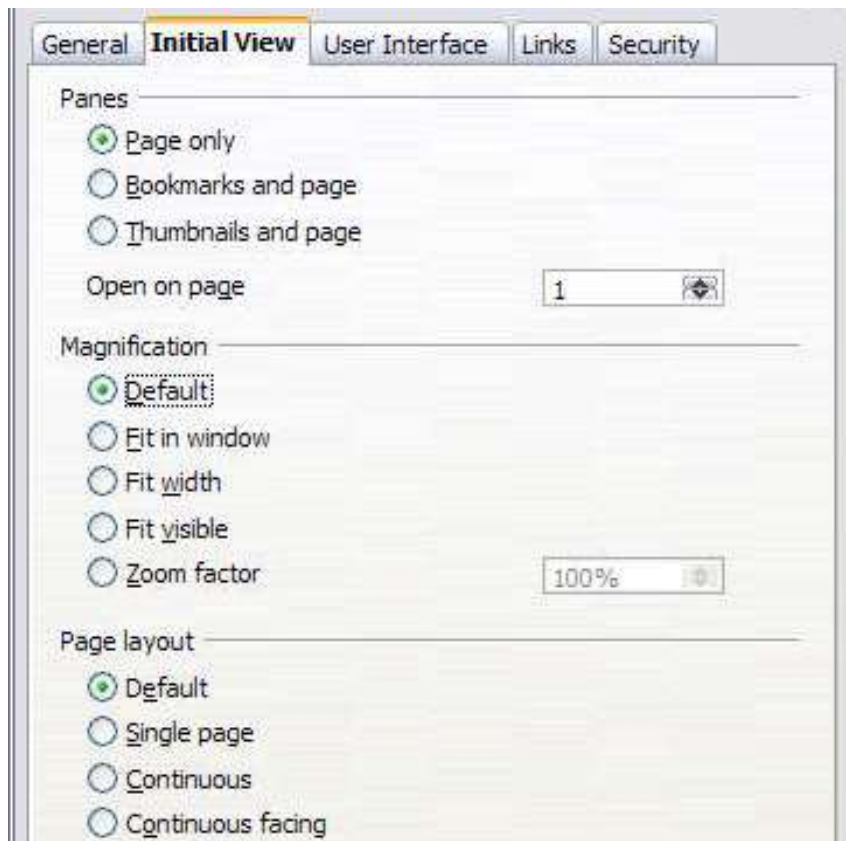 General Initial View User Interface Links Security
Panes
Page only
Bookmarks and page
Thumbnails and page
Open on page 1
Magnification
Default
Fit in window
Fit width
Fit visible
Zoom factor 100%
Page layout
Default
Single page
Continuous
Continuous facing